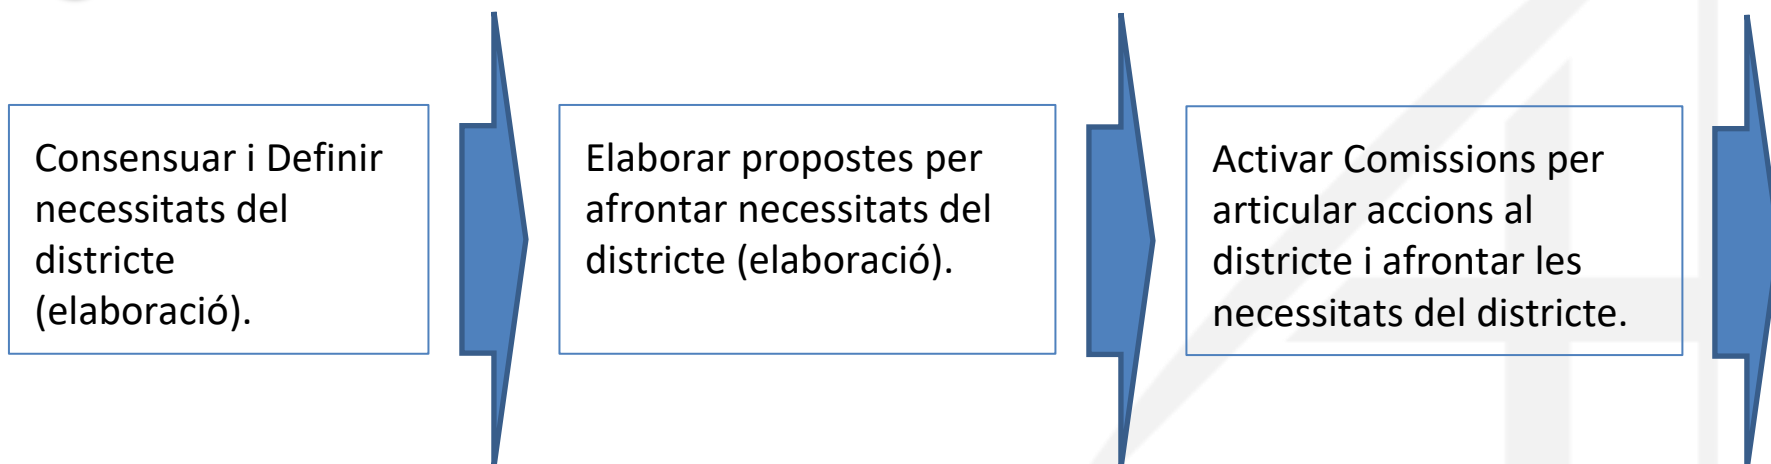 Consensuar i Definir
necessitats del
districte
(elaboració).
Elaborar propostes per
afrontar necessitats del
districte (elaboració).
Activar Comissions per
articular accions al
districte i afrontar les
necessitats del districte.